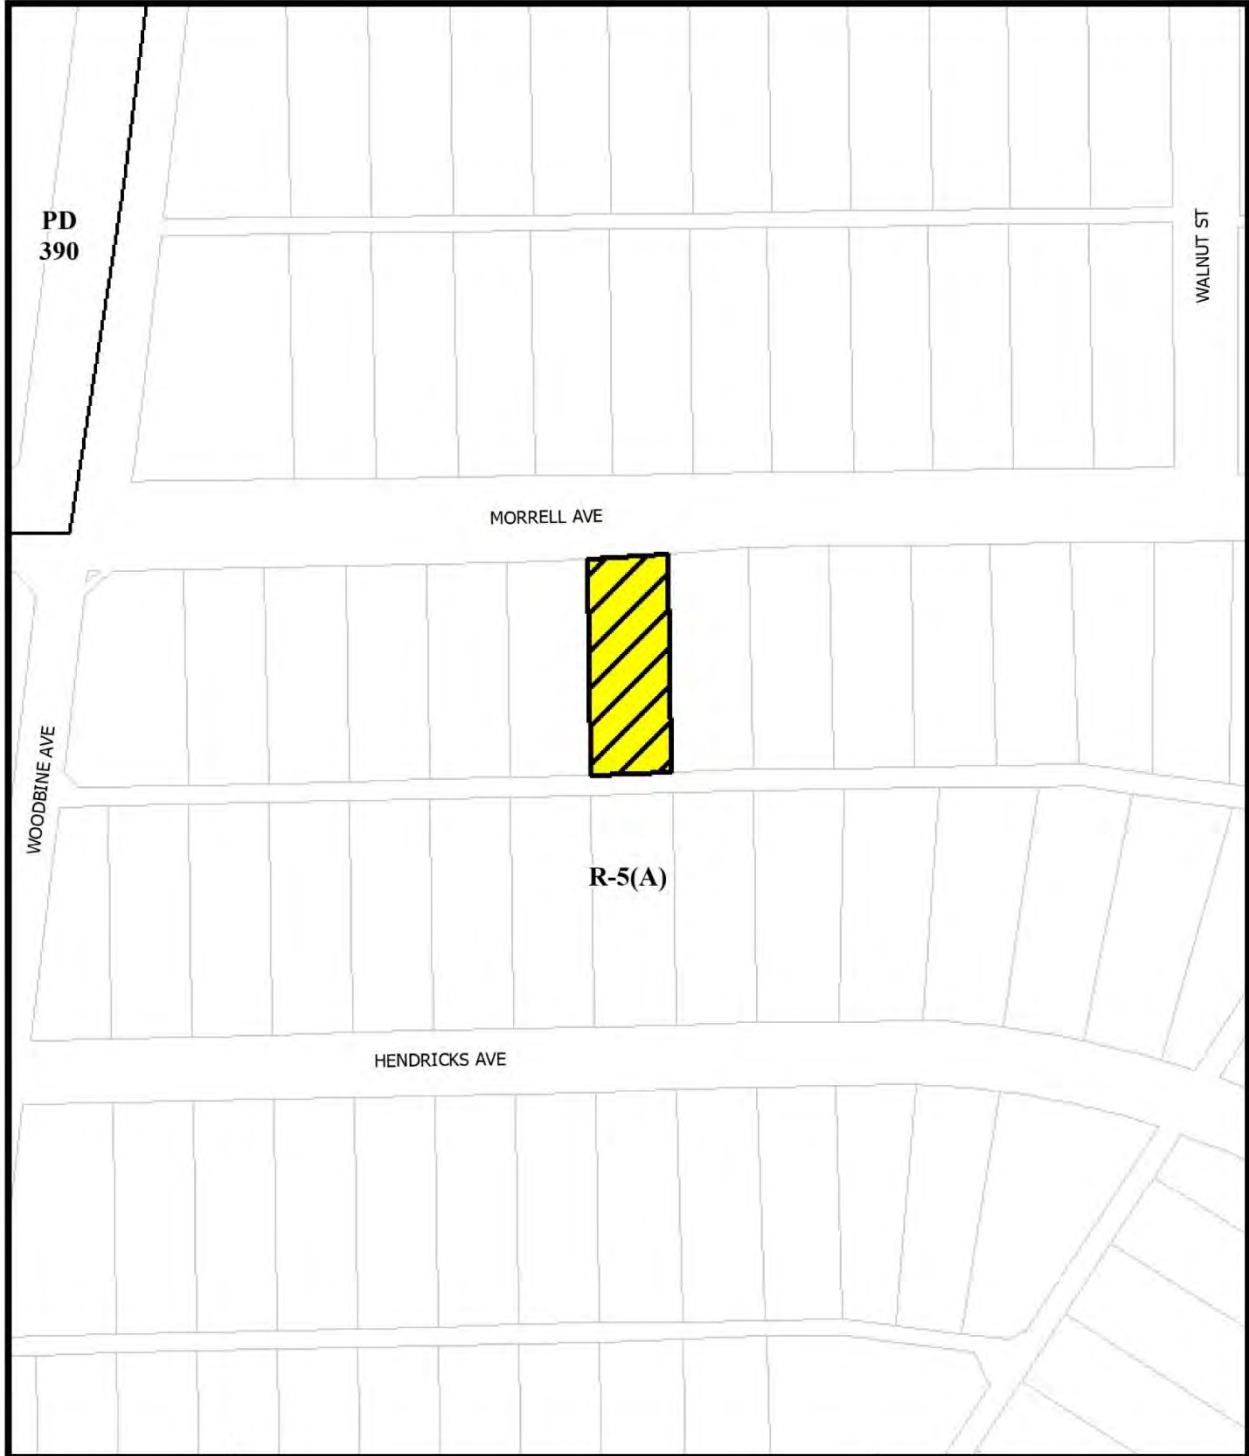 PD
390
WALNUT ST
MORRELL AVE
WOODBINE AVE
R-5(A)
HENDRICKS AVE